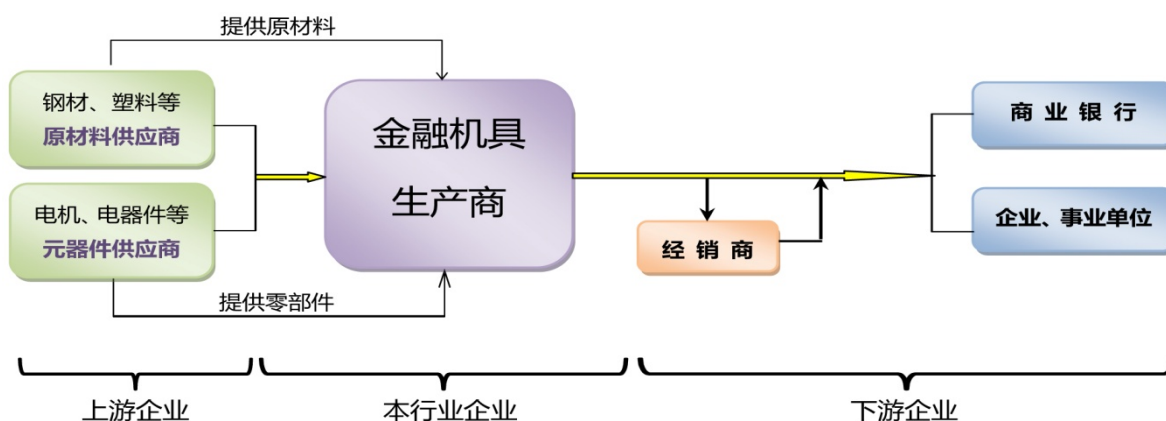 提供原材料
钢材、塑料等
原材料供应商
电机、电器件等
元器件供应商
提供零部件
金融机具
生产商
经销商
商业银行
企业、事业单位
上游企业
本行业企业
下游企业